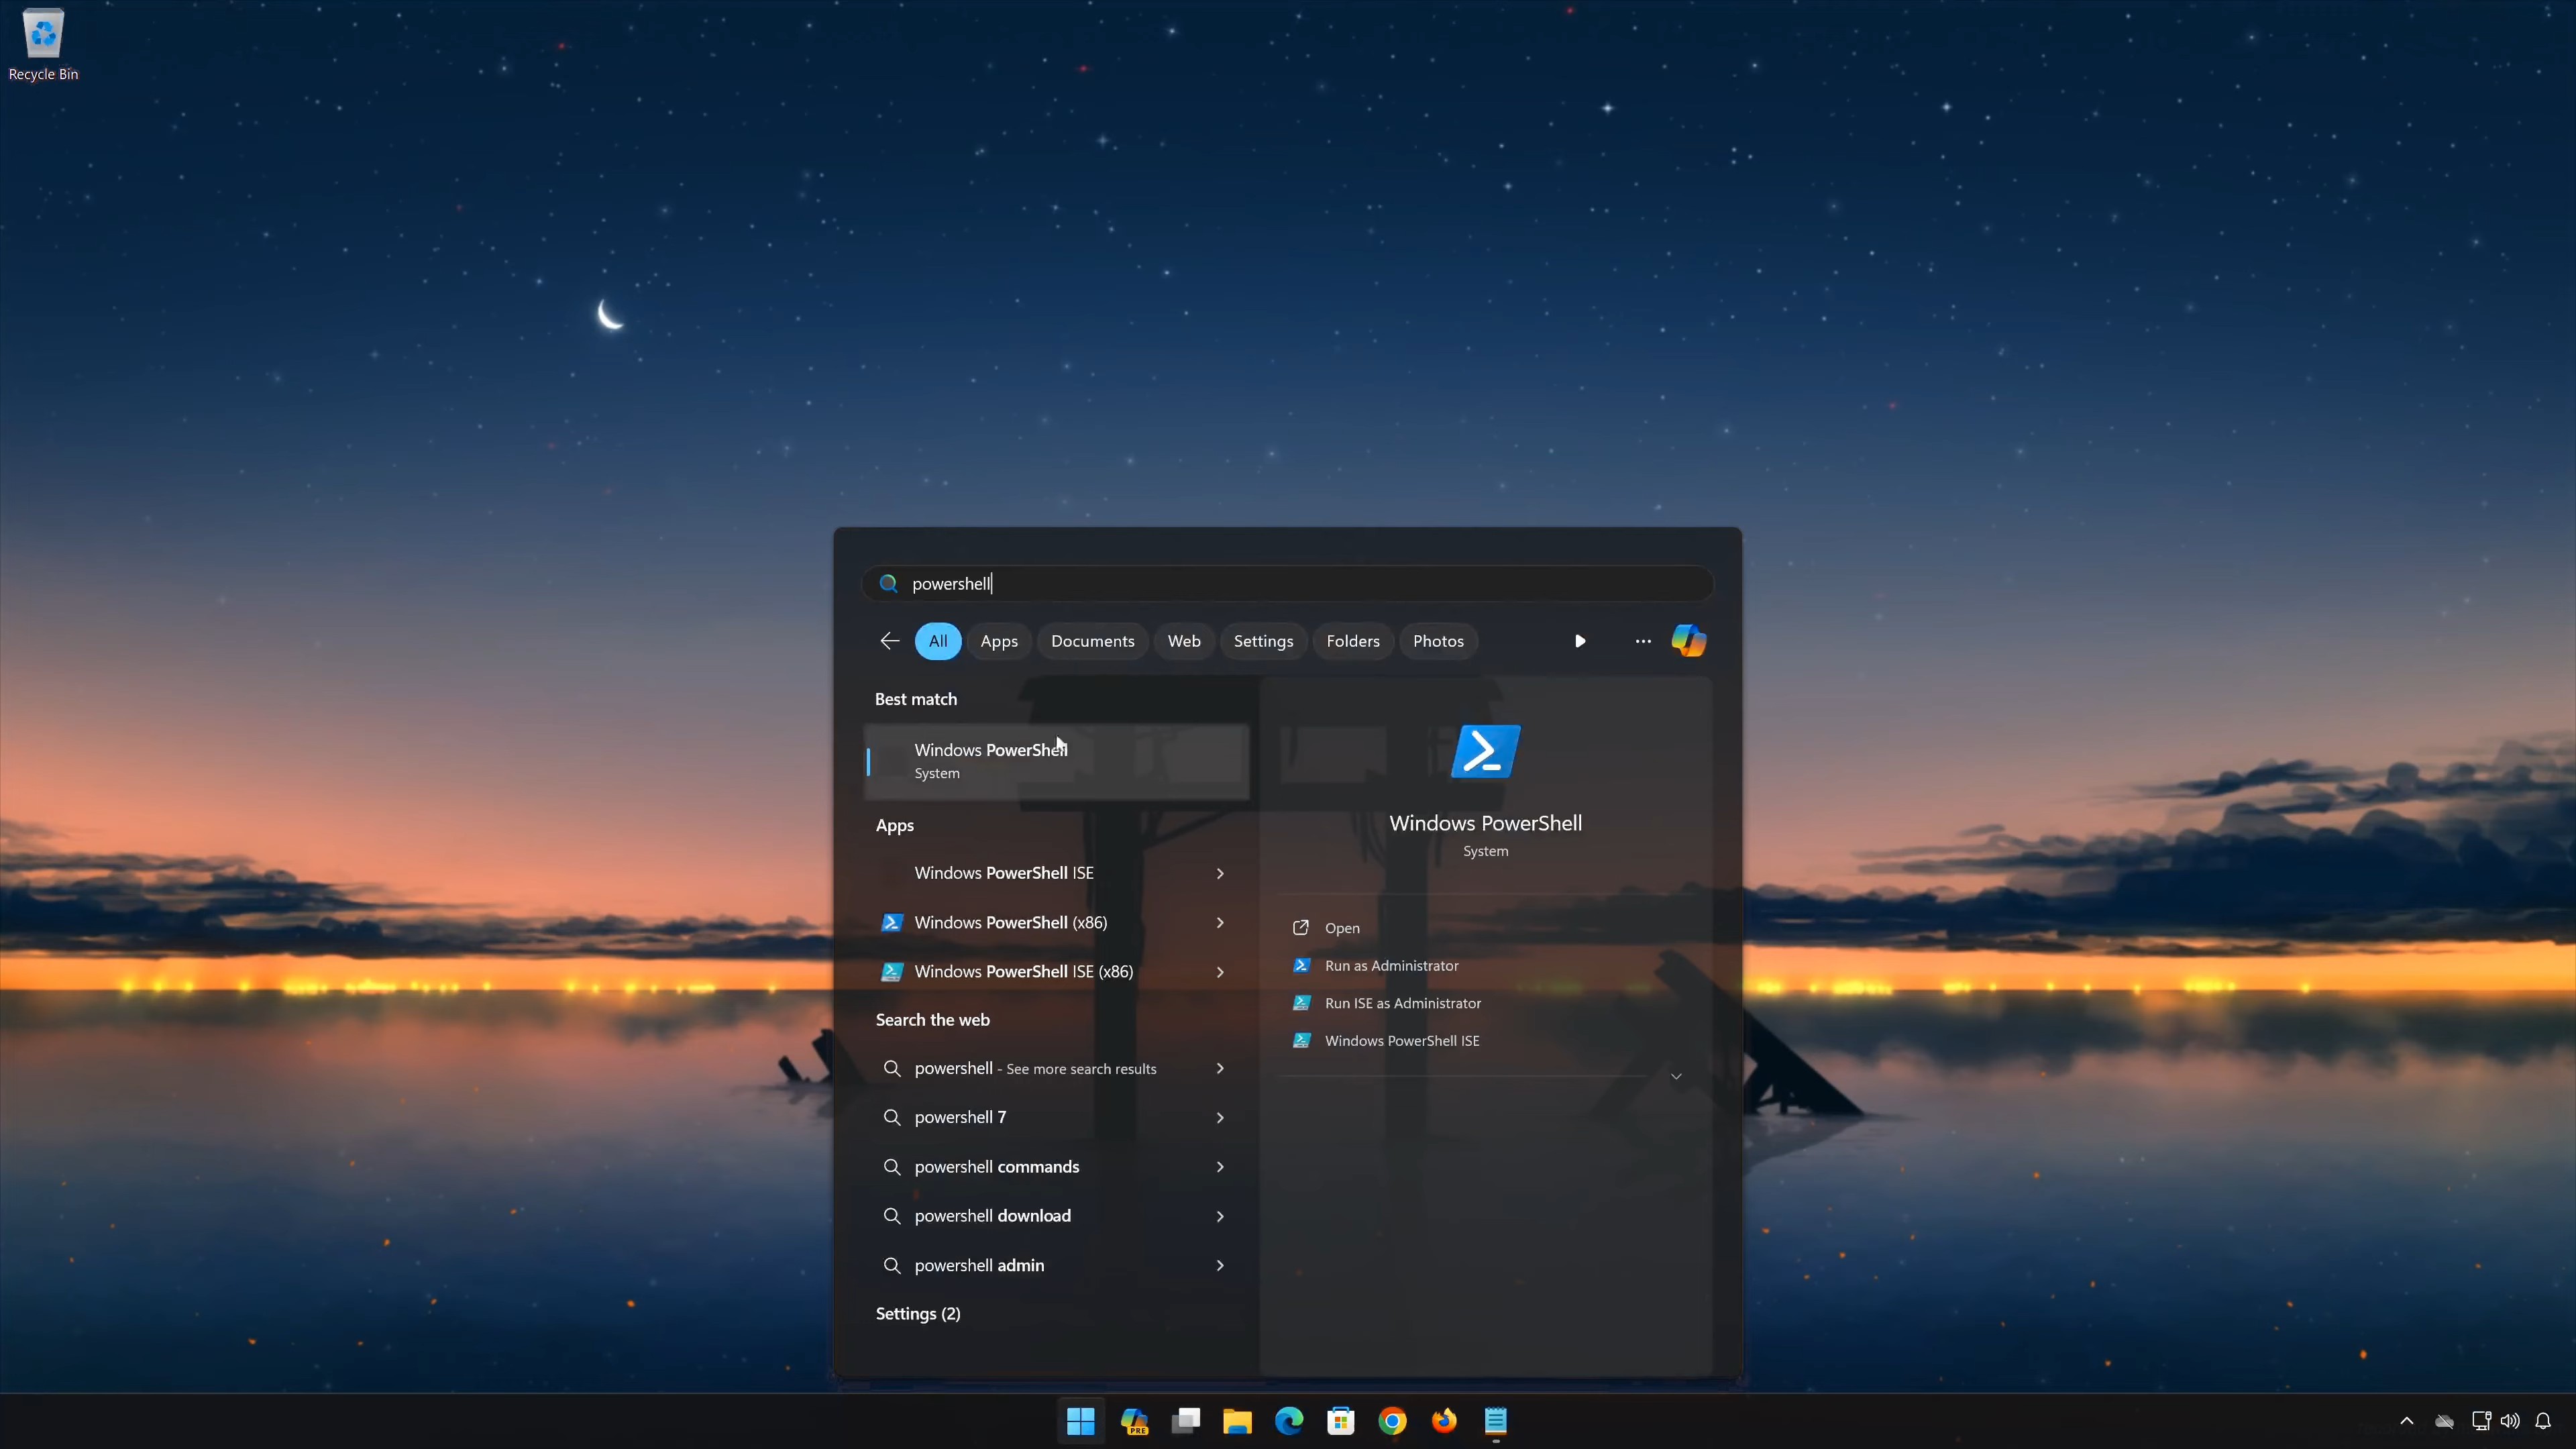 Recycle Bin
powershell
All
Apps
Documents
Web
Settings
Folders
Photos
Best match
Windows PowerShell
System
Apps
Windows PowerShell ISE
Windows PowerShell (x86)
Windows PowerShell ISE (x86)
Search the web
powershell - See more search results
powershell 7
powershell commands
powershell download
powershell admin
Settings (2)
Windows PowerShell
System
Open
Run as Administrator
Run ISE as Administrator
Windows PowerShell ISE
PRE